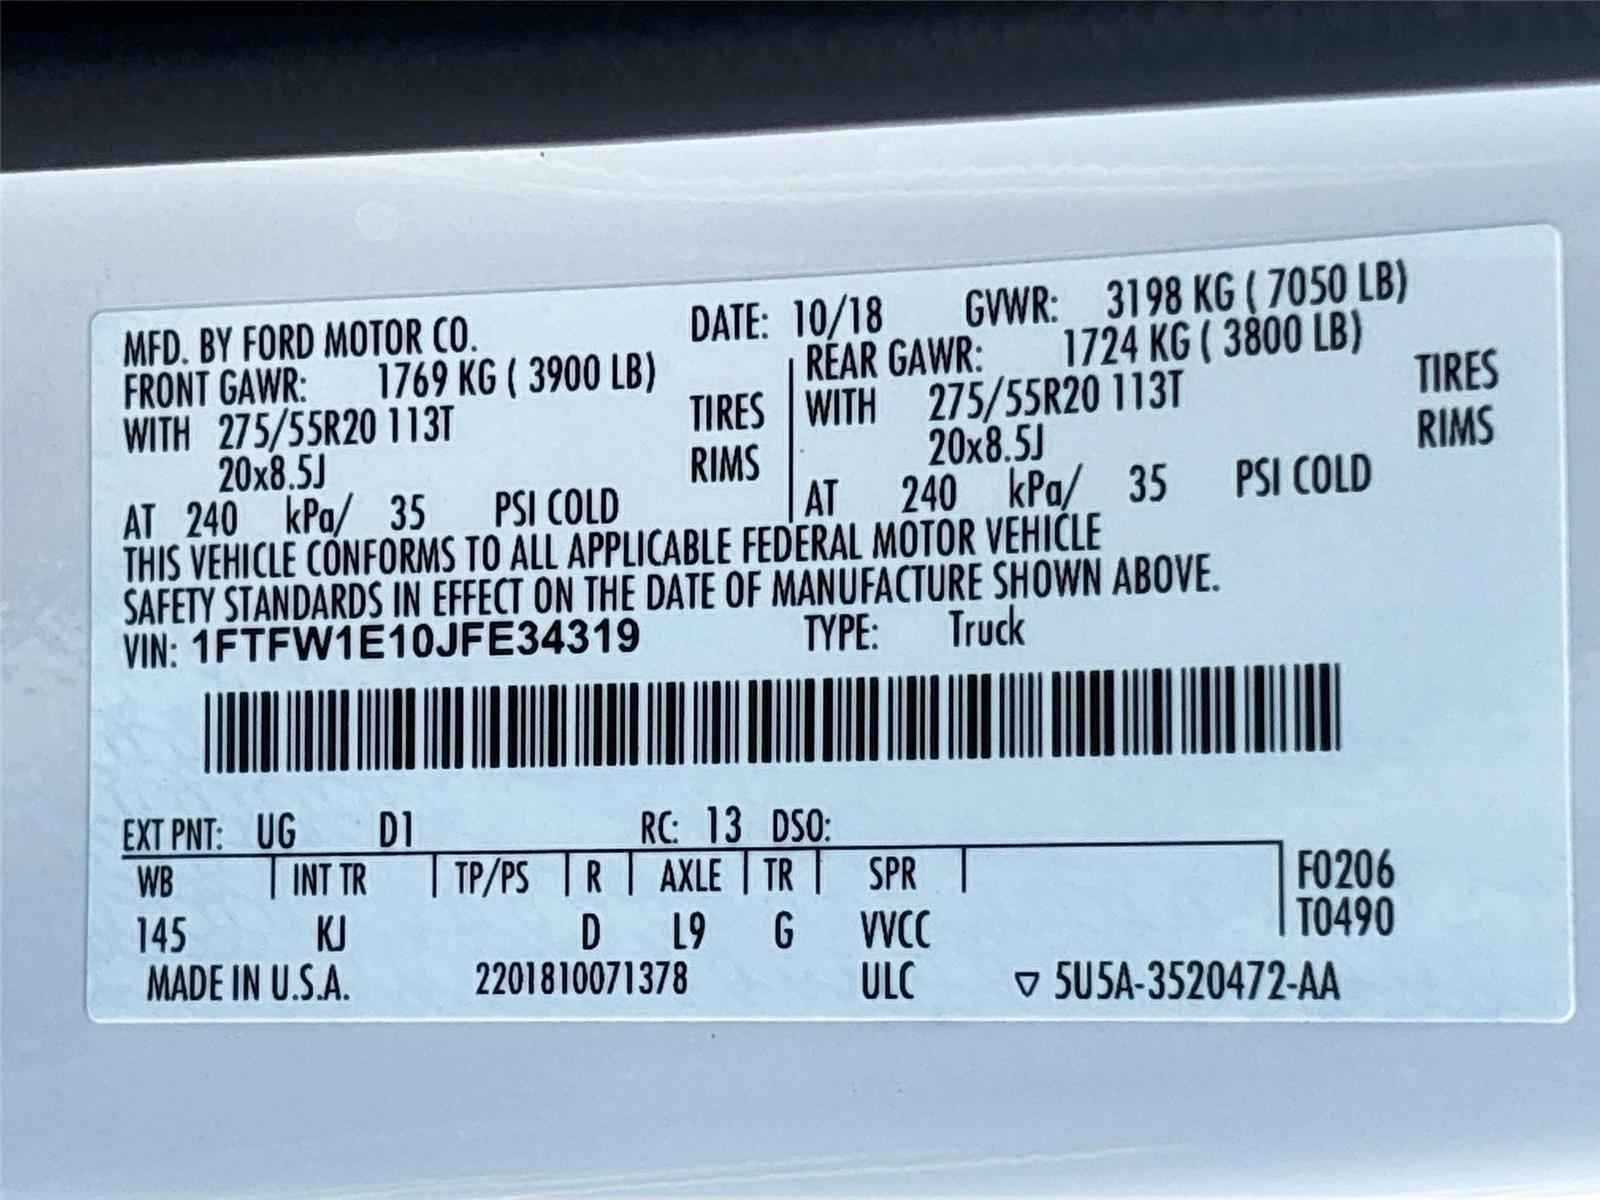 MFD. BY FORD MOTOR CO. DATE: 10/18 GVWR: 3198 KG ( 7050 LB)
FRONT GAWR: 1769 KG ( 3900 LB) REAR GAWR: 1724 KG ( 3800 LB)
WITH 275/55R20 113T TIRES WITH 275/55R20 113T TIRES
20x8.5J RIMS 20x8.5J RIMS
AT 240 kPa/ 35 PSI COLD AT 240 kPa/ 35 PSI COLD
THIS VEHICLE CONFORMS TO ALL APPLICABLE FEDERAL MOTOR VEHICLE
SAFETY STANDARDS IN EFFECT ON THE DATE OF MANUFACTURE SHOWN ABOVE.
VIN: 1FTFW1E10JFE34319 TYPE: Truck
EXT PNT: UG D1 RC: 13 DSO:
WB INT TR TP/PS R AXLE TR SPR F0206
145 KJ D L9 G VVCC T0490
MADE IN U.S.A. 2201810071378 ULC ▽ 5U5A-3520472-AA